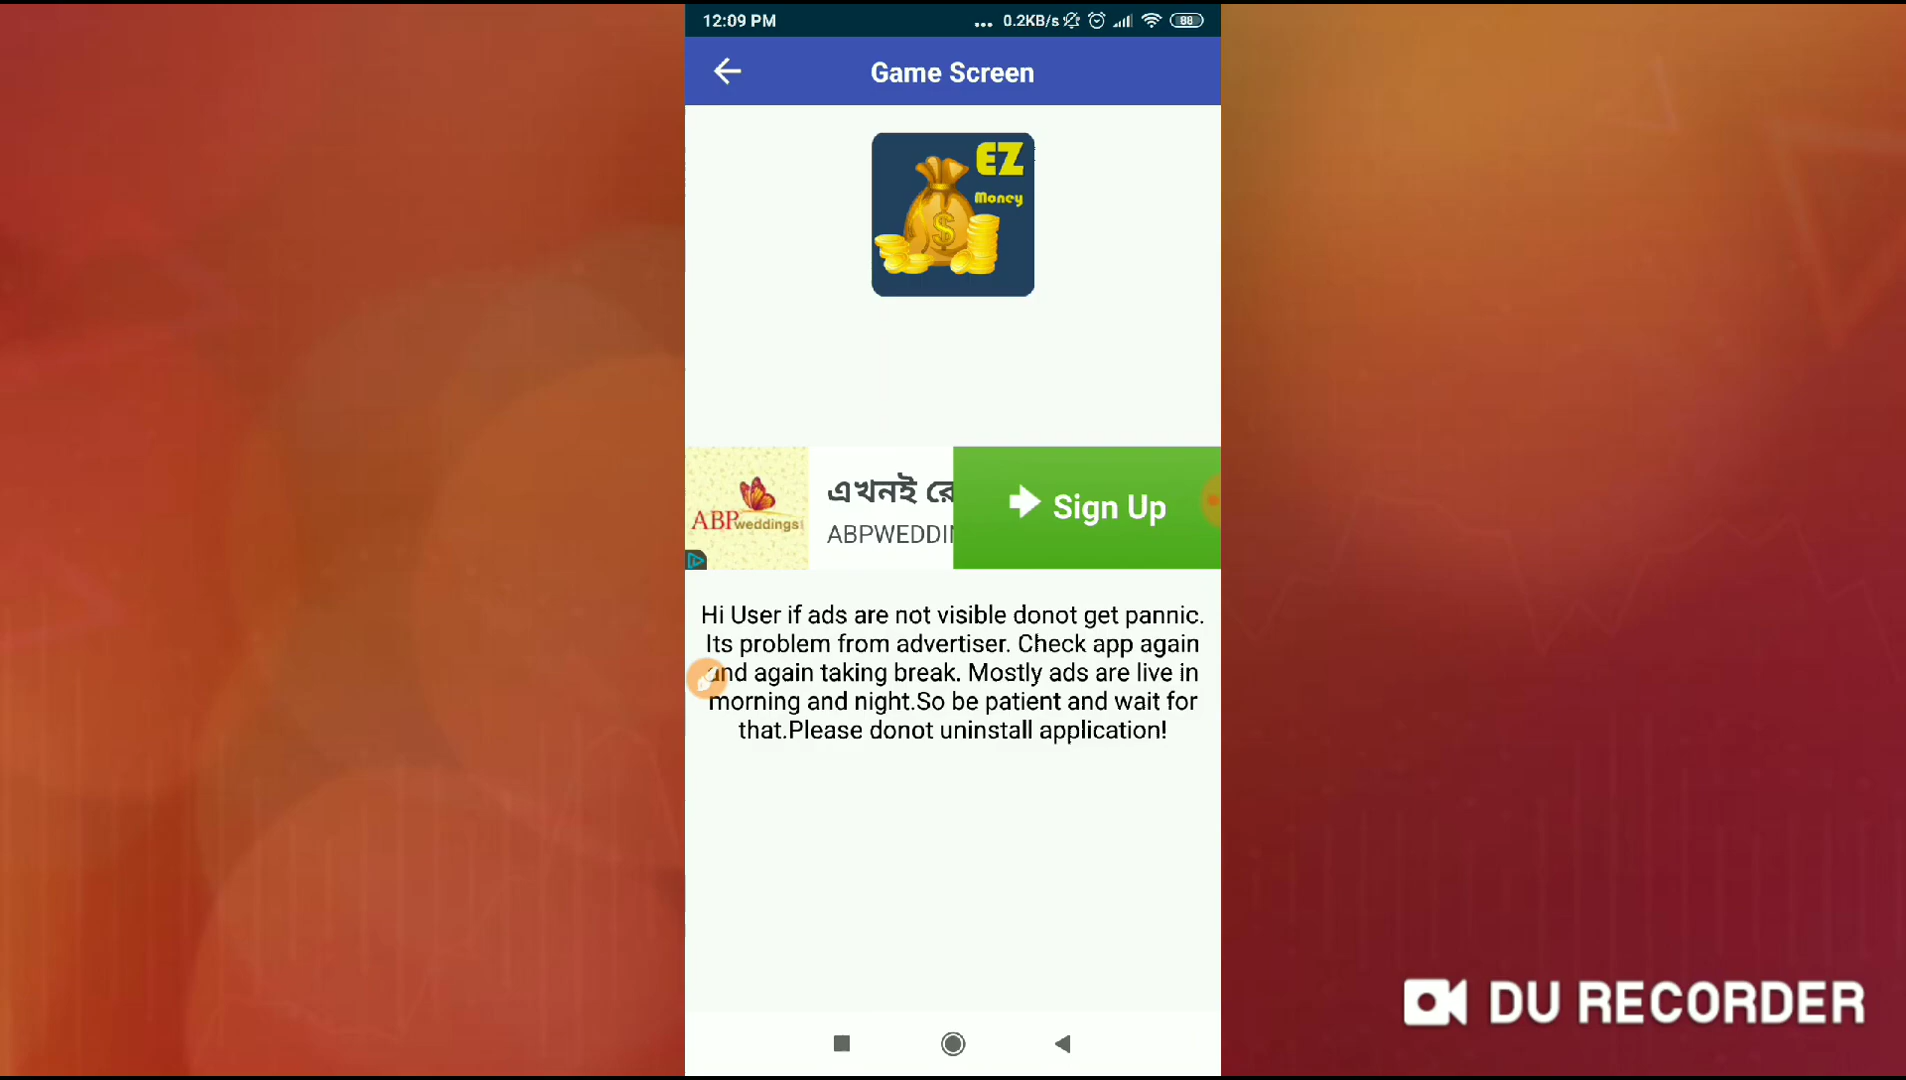 12:09 PM
... 0.2KB/s
88
Game Screen
EZ
Money
এখনই
ABPweddings
ABPWEDDI
Sign Up
Hi User if ads are not visible donot get pannic.
Its problem from advertiser. Check app again
and again taking break. Mostly ads are live in
morning and night.So be patient and wait for
that.Please donot uninstall application!
DU RECORDER